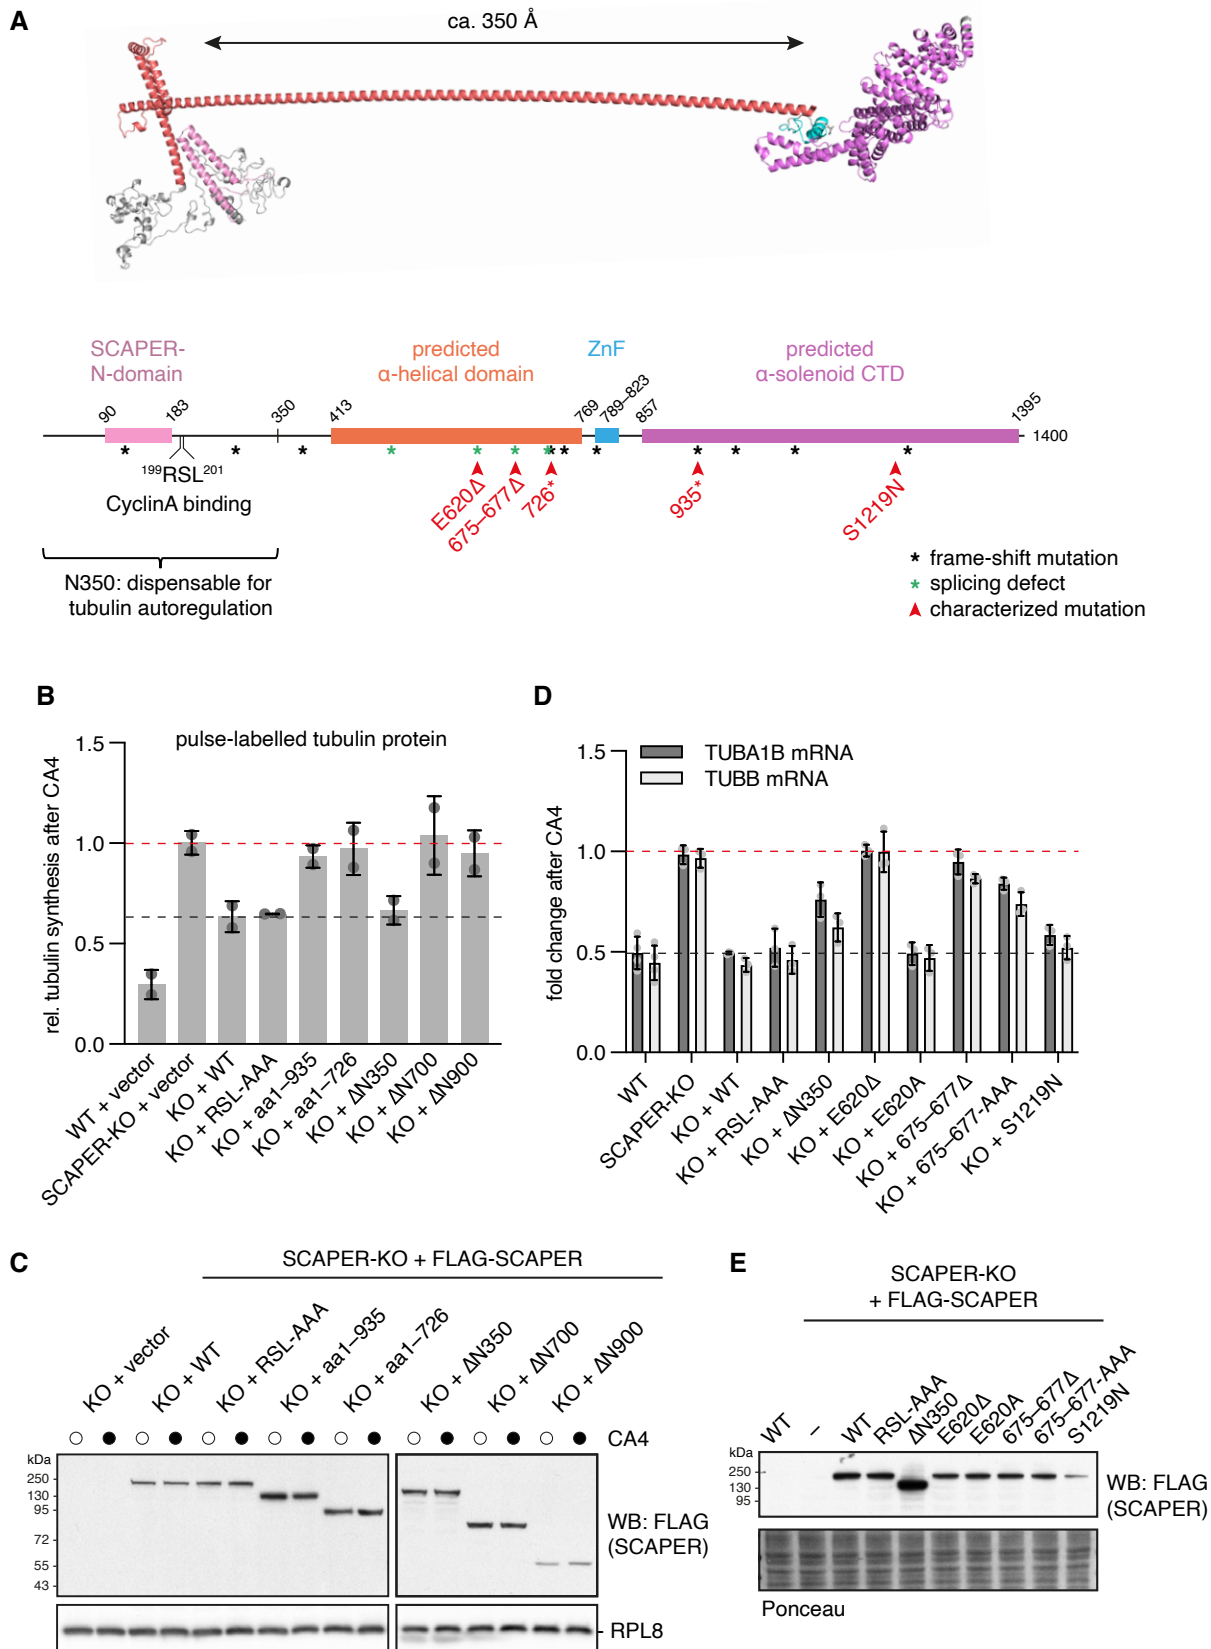 A
ca. 350 Å
SCAPER-
N-domain
predicted
α-helical domain
ZnF
predicted
α-solenoid CTD
90
183
350
413
769
789–823
857
1395
1400
* * * * * * * * * * * * * *
199RSL201
CyclinA binding
E620Δ
675–677Δ
726*
935*
S1219N
N350: dispensable for
tubulin autoregulation
* frame-shift mutation
* splicing defect
characterized mutation
B
pulse-labelled tubulin protein
rel. tubulin synthesis after CA4
1.5
1.0
0.5
0.0
WT + vector
SCAPER-KO + vector
KO + WT
KO + RSL-AAA
KO + aa1–935
KO + aa1–726
KO + ΔN350
KO + ΔN700
KO + ΔN900
D
TUBA1B mRNA
TUBB mRNA
fold change after CA4
1.5
1.0
0.5
0.0
WT
SCAPER-KO
KO + WT
KO + RSL-AAA
KO + ΔN350
KO + E620Δ
KO + E620A
KO + 675–677Δ
KO + 675–677-AAA
KO + S1219N
C
SCAPER-KO + FLAG-SCAPER
KO + vector
KO + WT
KO + RSL-AAA
KO + aa1–935
KO + aa1–726
KO + ΔN350
KO + ΔN700
KO + ΔN900
CA4
kDa
250
130
95
72
55
43
WB: FLAG
(SCAPER)
RPL8
E
SCAPER-KO
+ FLAG-SCAPER
WT
–
WT
RSL-AAA
ΔN350
E620Δ
E620A
675–677Δ
675–677-AAA
S1219N
kDa
250
130
95
WB: FLAG
(SCAPER)
Ponceau